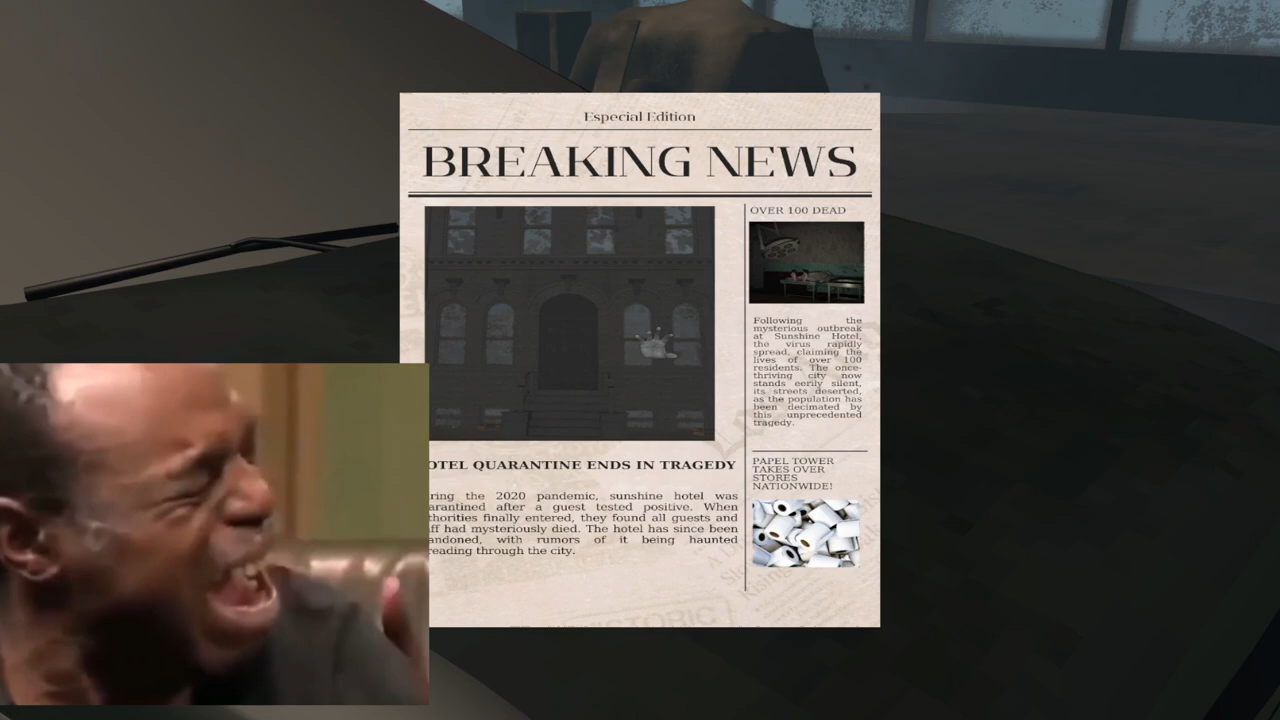 Especial Edition
BREAKING NEWS
OVER 100 DEAD
Following the
mysterious outbreak
at Sunshine Hotel,
the virus rapidly
spread, claiming the
lives of over 100
residents. The once-
thriving city now
stands eerily silent,
its streets deserted,
as the population has
been decimated by
this unprecedented
tragedy.
OTEL QUARANTINE ENDS IN TRAGEDY
ring the 2020 pandemic, sunshine hotel was
arantined after a guest tested positive. When
thorities finally entered, they found all guests and
ff had mysteriously died. The hotel has since been
andoned, with rumors of it being haunted
reading through the city.
PAPEL TOWER
TAKES OVER
STORES
NATIONWIDE!